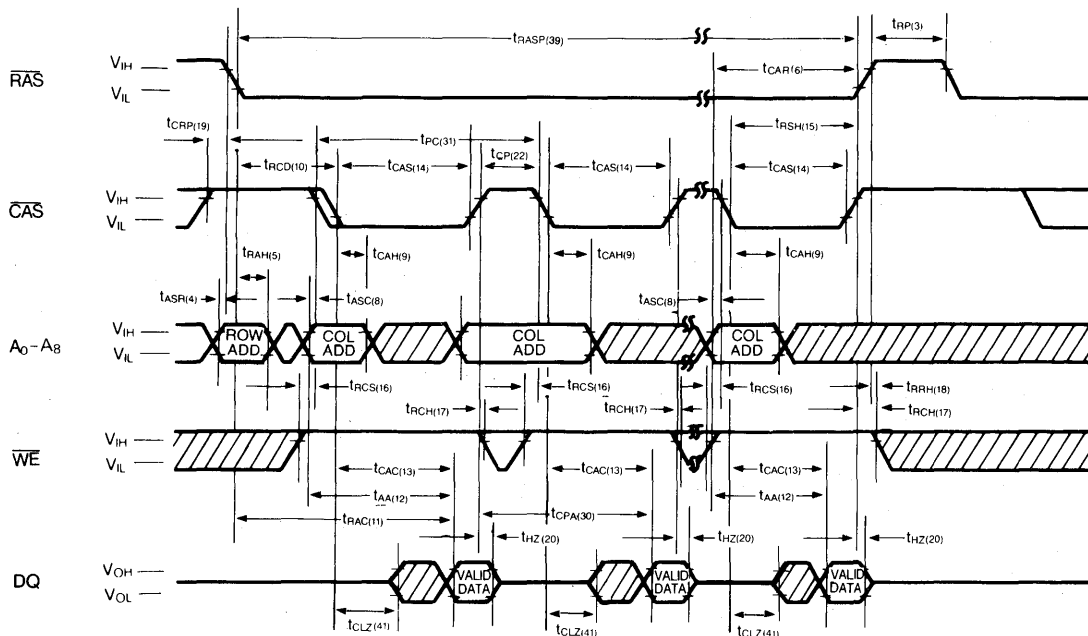 tRASP(39)
tRP(3)
RAS
VIH
VIL
tCAR(6)
tCRP(19)
tPC(31)
tRSH(15)
tRCD(10)
tCAS(14)
tCP(22)
tCAS(14)
tCAS(14)
CAS
VIH
VIL
tRAH(5)
tCAH(9)
tCAH(9)
tCAH(9)
tASR(4)
tASC(8)
tASC(8)
A0-A8
VIH
VIL
ROW ADD.
COL ADD
COL ADD
COL ADD
tRCS(16)
tRCS(16)
tRCS(16)
tRRH(18)
tRCH(17)
tRCH(17)
tRCH(17)
WE
VIH
VIL
tCAC(13)
tCAC(13)
tCAC(13)
tAA(12)
tAA(12)
tRAC(11)
tCPA(30)
tHZ(20)
tHZ(20)
tHZ(20)
DQ
VOH
VOL
VALID DATA
VALID DATA
VALID DATA
tCLZ(41)
tCLZ(41)
tCLZ(41)